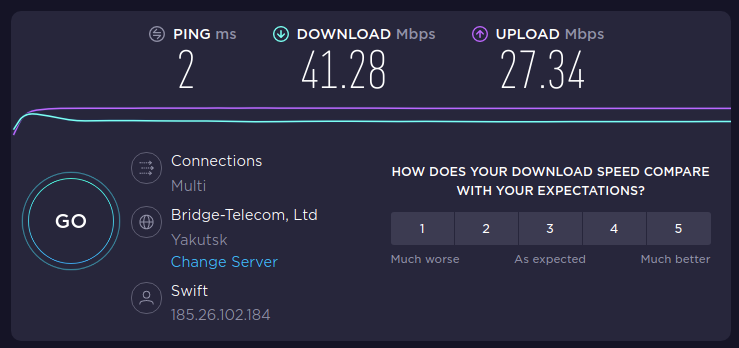 PING ms
DOWNLOAD Mbps
UPLOAD Mbps
2
41.28
27.34
GO
Connections
Multi
Bridge-Telecom, Ltd
Yakutsk
Change Server
Swift
185.26.102.184
HOW DOES YOUR DOWNLOAD SPEED COMPARE
WITH YOUR EXPECTATIONS?
1 2 3 4 5
Much worse As expected Much better